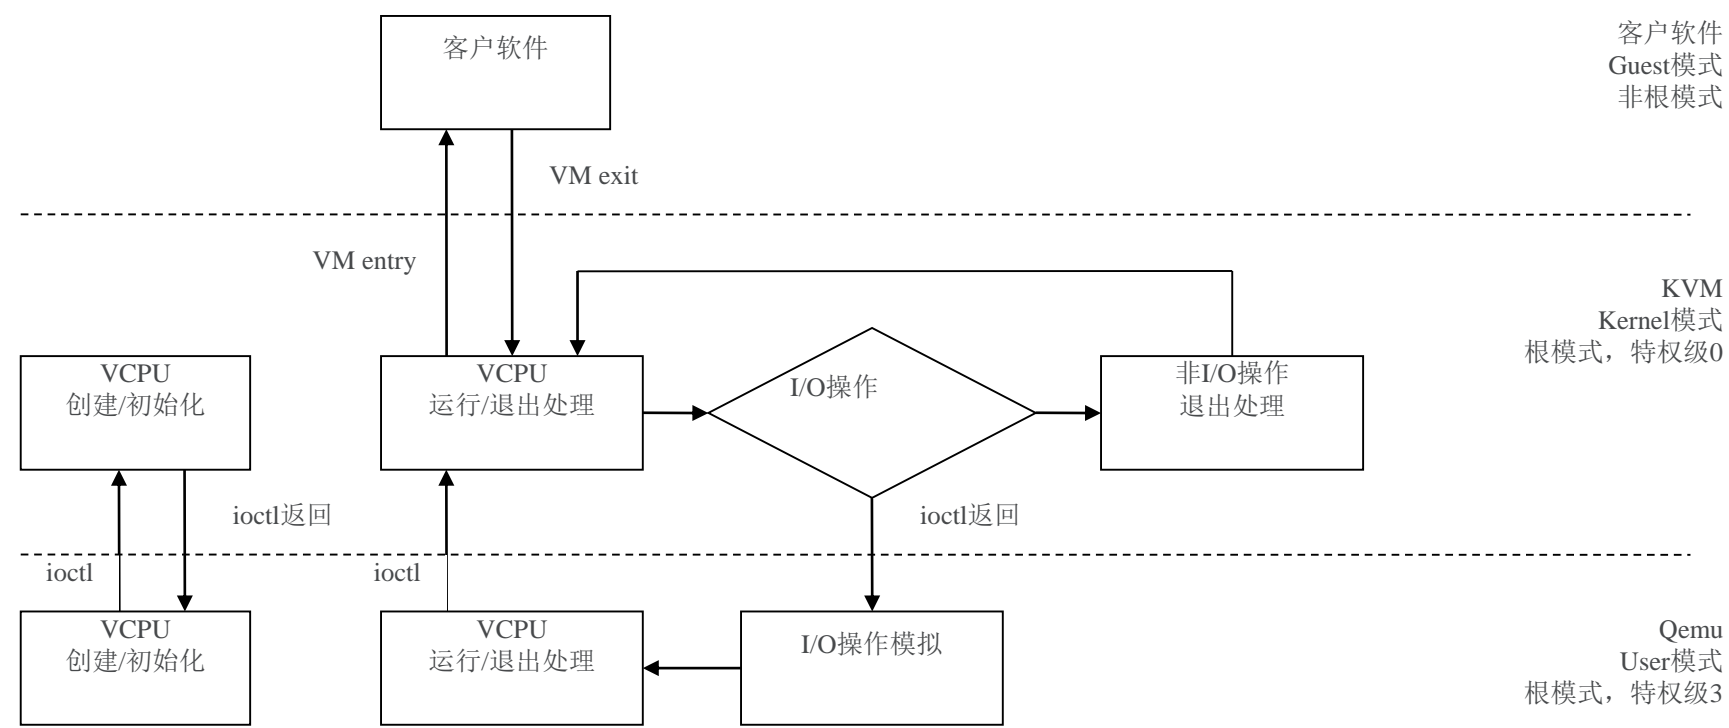 客户软件
客户软件
Guest模式
非根模式
VM exit
VM entry
KVM
Kernel模式
根模式，特权级0
VCPU
创建/初始化
VCPU
运行/退出处理
I/O操作
非I/O操作
退出处理
ioctl返回
ioctl返回
ioctl
ioctl
VCPU
创建/初始化
VCPU
运行/退出处理
I/O操作模拟
Qemu
User模式
根模式，特权级3